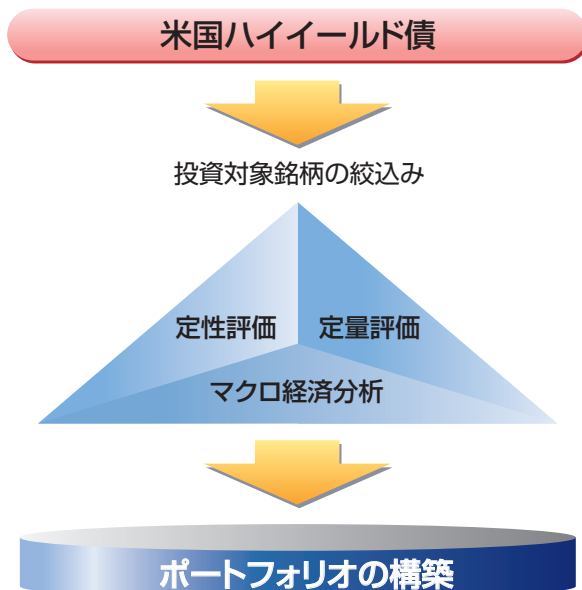 米国ハイイールド債
投資対象銘柄の絞込み
定性評価 定量評価
マクロ経済分析
ポートフォリオの構築